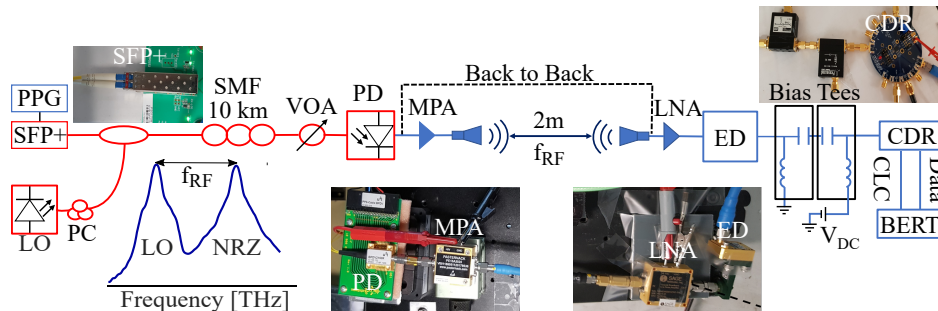 SFP+
CDR
PPG
SFP+
SMF
10 km
VOA
PD
Back to Back
MPA
2m
f_RF
LNA
ED
Bias Tees
CDR
CLC
Data
BERT
V_DC
LO
PC
f_RF
LO
NRZ
Frequency [THz]
PD
MPA
LNA
ED